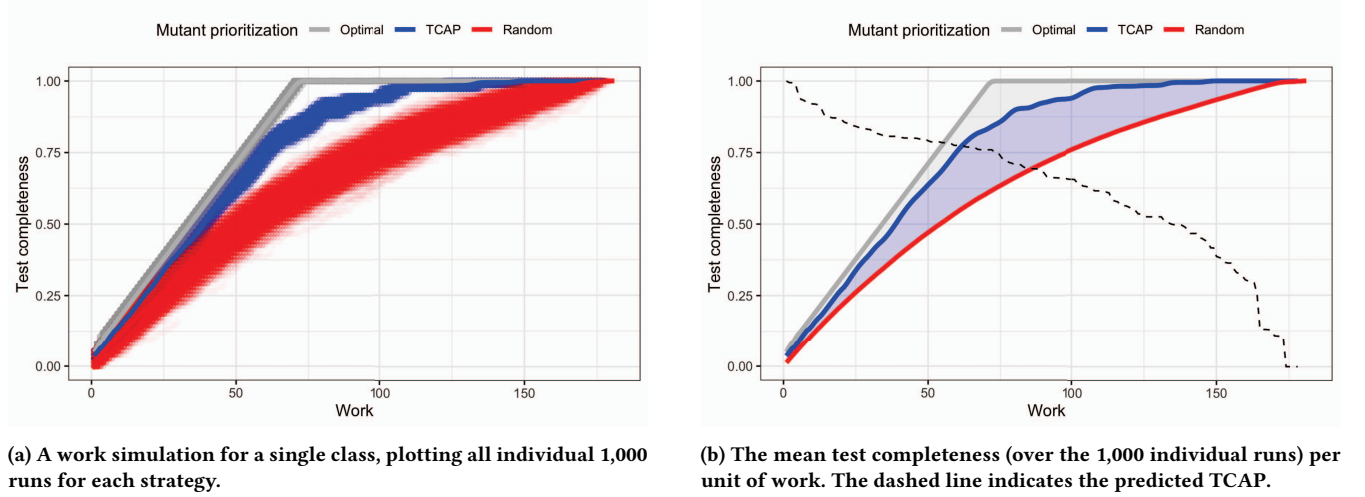 Mutant prioritization Optimal TCAP Random
1.00
0.75
0.50
0.25
0.00
Test completeness
0 50 100 150
Work
(a) A work simulation for a single class, plotting all individual 1,000
runs for each strategy.
Mutant prioritization Optimal TCAP Random
1.00
0.75
0.50
0.25
0.00
Test completeness
0 50 100 150
Work
(b) The mean test completeness (over the 1,000 individual runs) per
unit of work. The dashed line indicates the predicted TCAP.